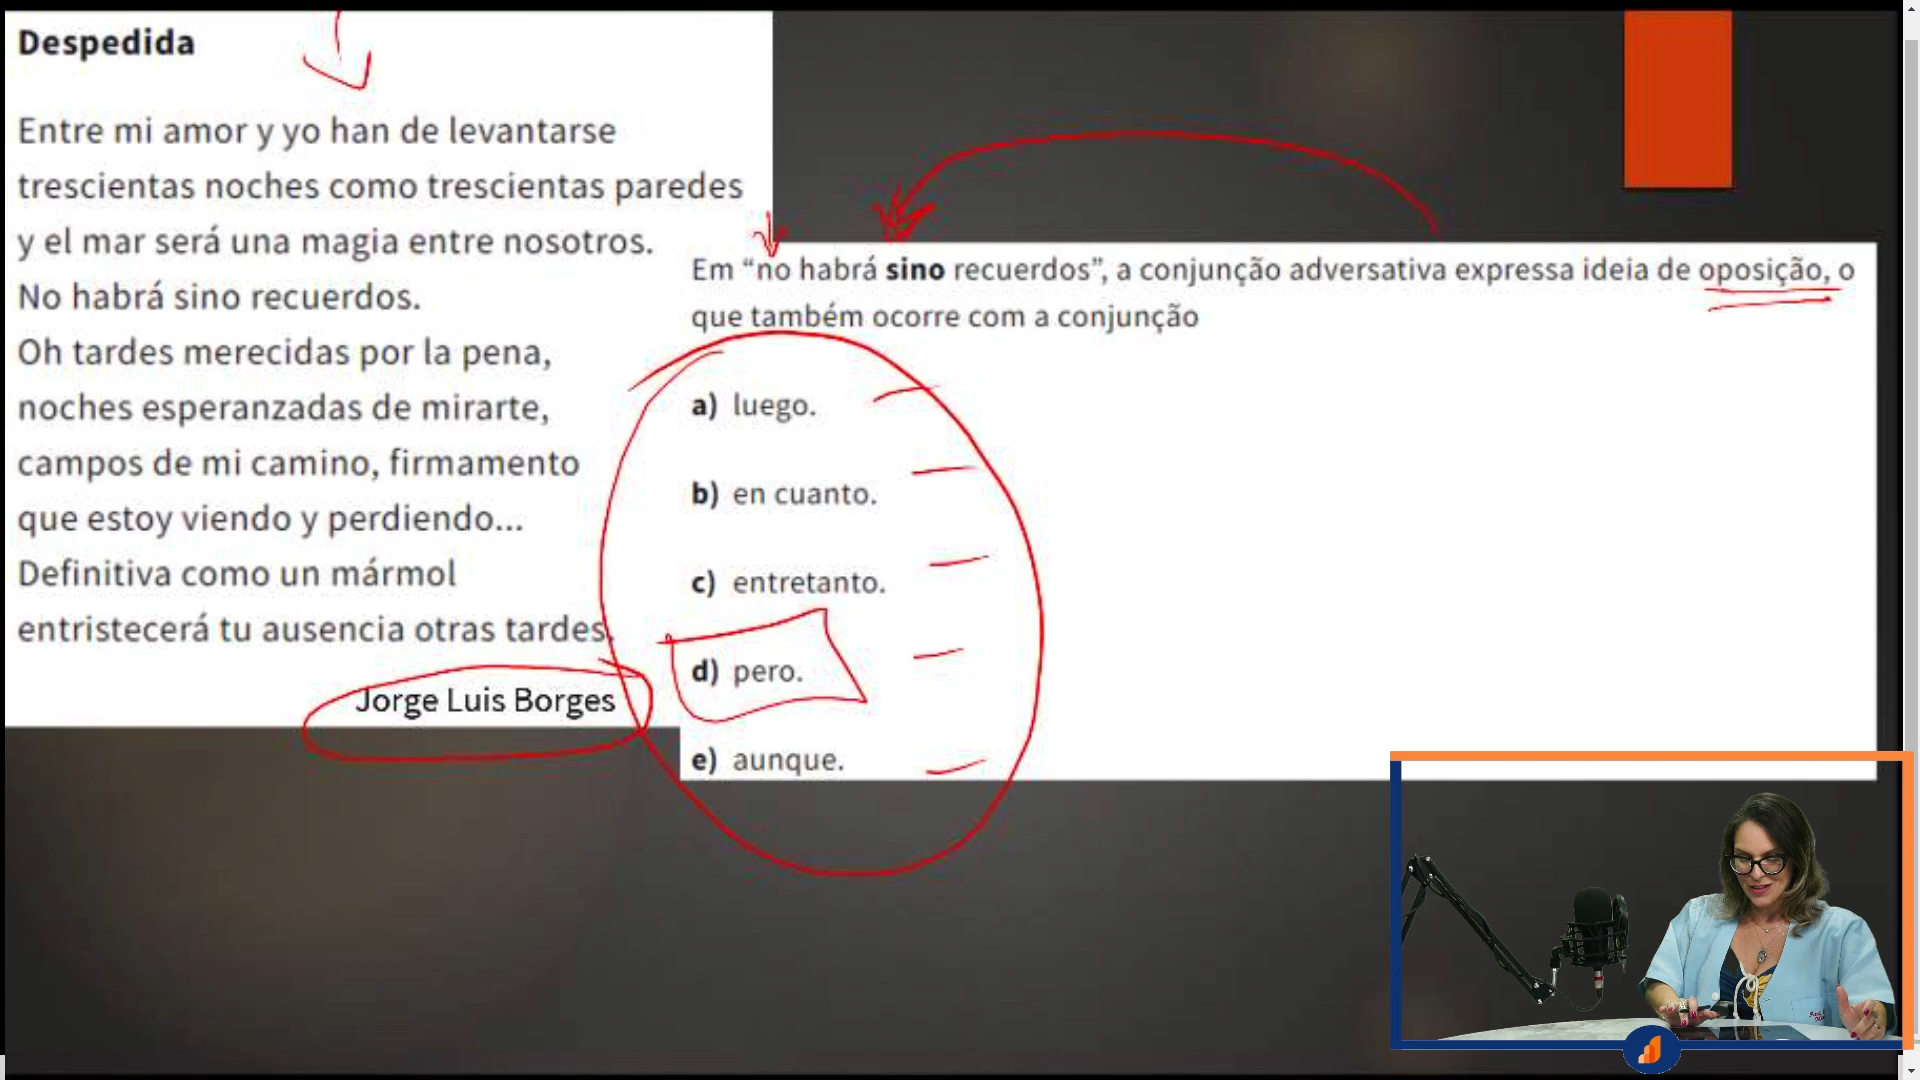 Despedida
Entre mi amor y yo han de levantarse
trescientas noches como trescientas paredes
y el mar será una magia entre nosotros.
No habrá sino recuerdos.
Oh tardes merecidas por la pena,
noches esperanzadas de mirarte,
campos de mi camino, firmamento
que estoy viendo y perdiendo...
Definitiva como un mármol
entristecerá tu ausencia otras tardes.
Jorge Luis Borges
Em “no habrá sino recuerdos”, a conjunção adversativa expressa ideia de oposição, o
que também ocorre com a conjunção
a) luego.
b) en cuanto.
c) entretanto.
d) pero.
e) aunque.